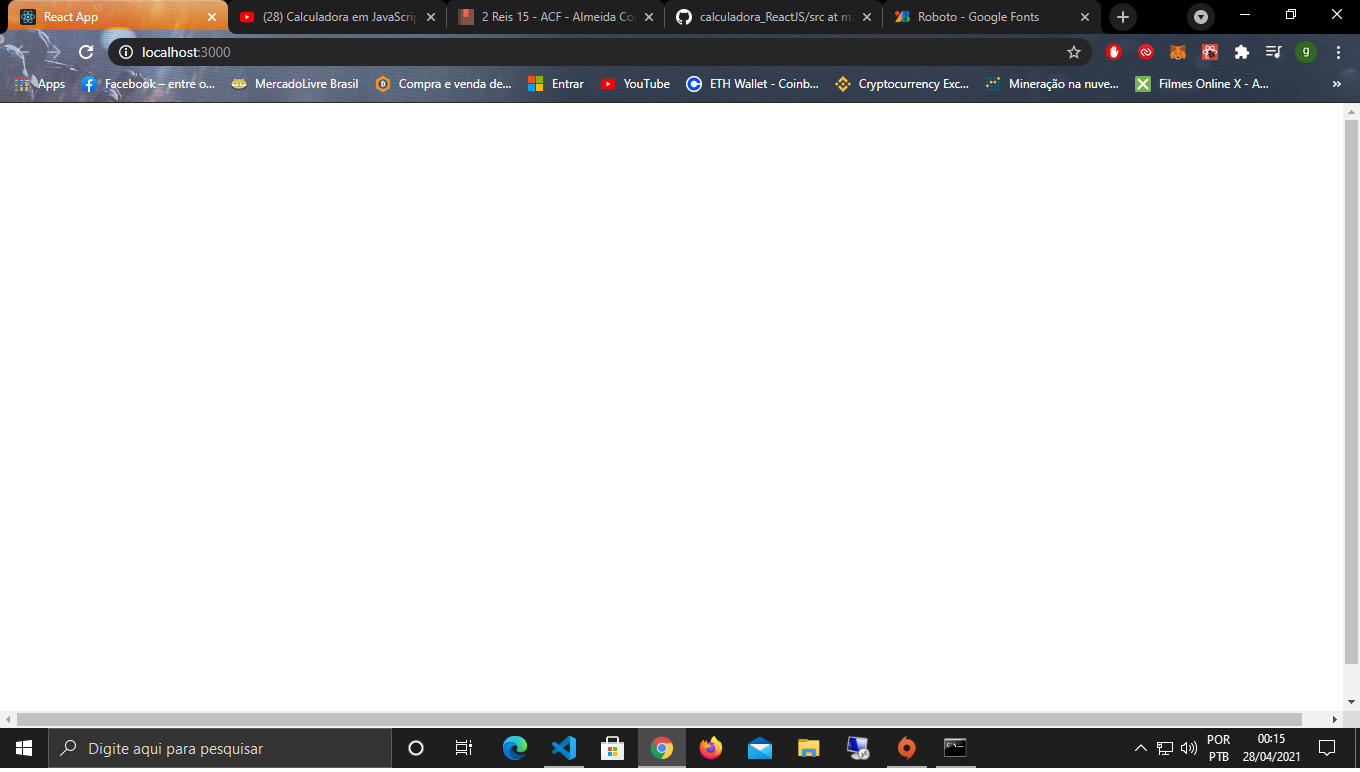 React App
(28) Calculadora em JavaScrip
2 Reis 15 - ACF - Almeida Co
calculadora_ReactJS/src at ma
Roboto - Google Fonts
localhost:3000
g
Apps
Facebook – entre o...
MercadoLivre Brasil
Compra e venda de...
Entrar
YouTube
ETH Wallet - Coinb...
Cryptocurrency Exc...
Mineração na nuve...
Filmes Online X - A...
»
Digite aqui para pesquisar
POR
PTB
00:15
28/04/2021